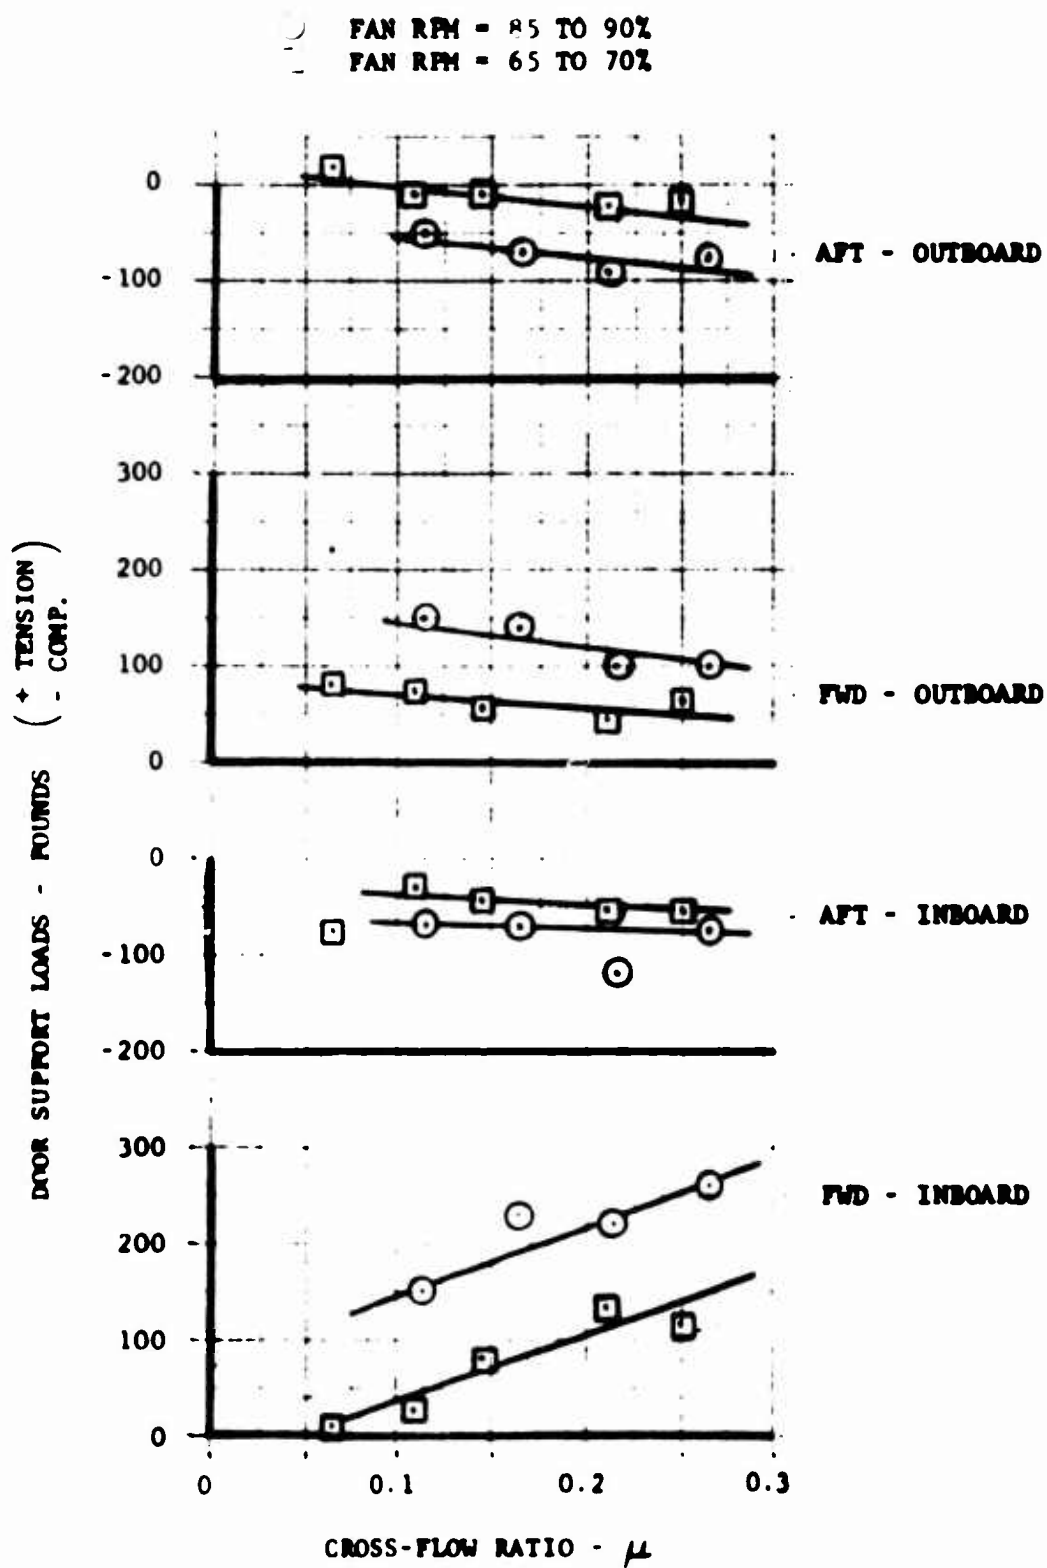 FAN RPM = 85 TO 90%
FAN RPM = 65 TO 70%
0
-100
-200
AFT - OUTBOARD
300
200
100
0
FWD - OUTBOARD
0
-100
-200
AFT - INBOARD
300
200
100
0
FWD - INBOARD
0 0.1 0.2 0.3
CROSS-FLOW RATIO - μ
DOOR SUPPORT LOADS - POUNDS ( + TENSION
- COMP. )